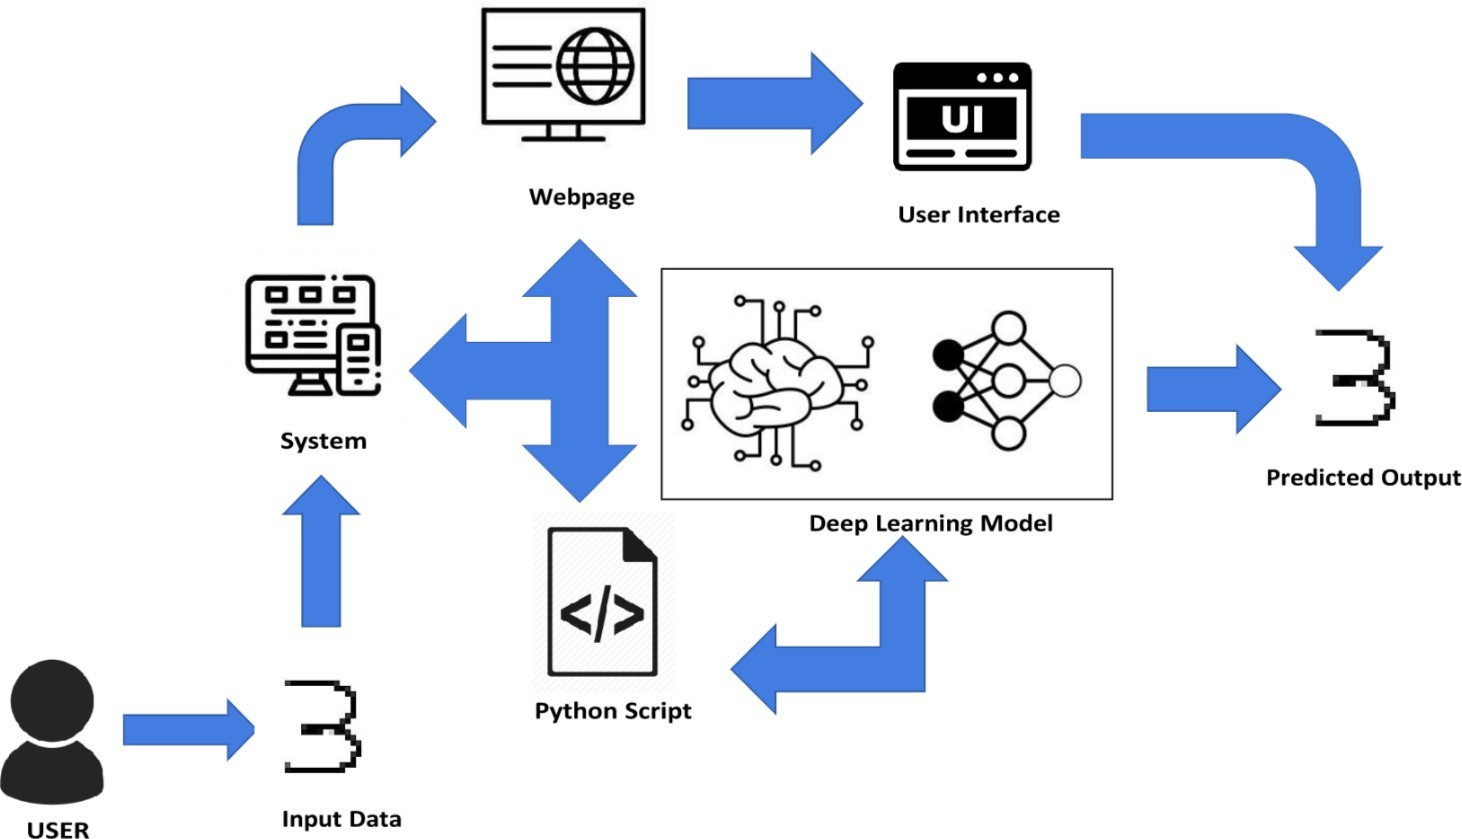 UI
Webpage
User Interface
System
Predicted Output
Deep Learning Model
</>
Python Script
3
3
Input Data
USER